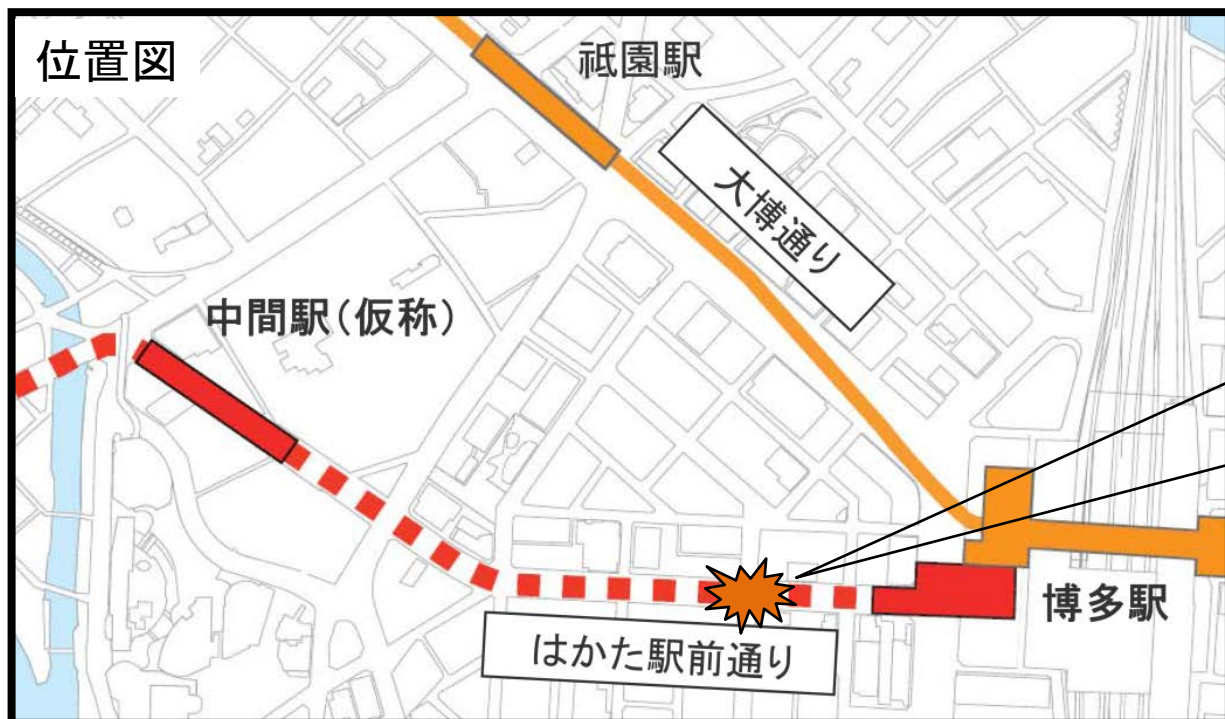 位置図
祇園駅
大博通り
中間駅（仮称）
博多駅
はかた駅前通り